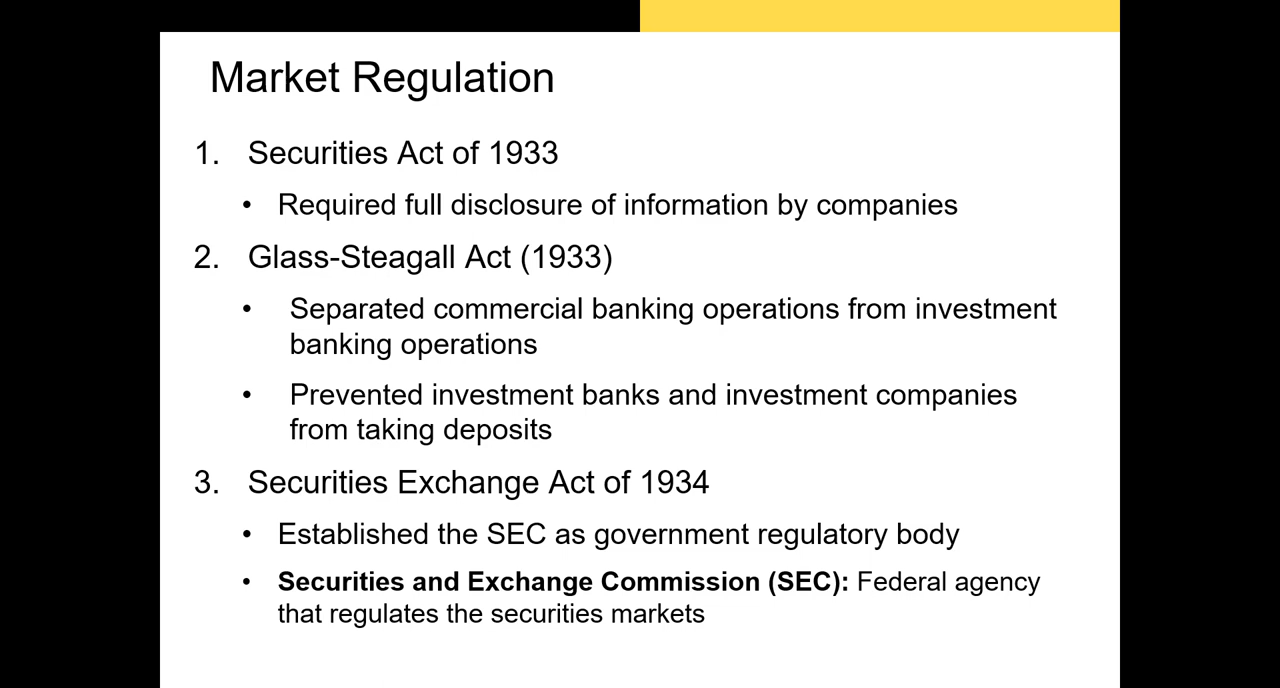 Market Regulation
1. Securities Act of 1933
• Required full disclosure of information by companies
2. Glass-Steagall Act (1933)
• Separated commercial banking operations from investment
banking operations
• Prevented investment banks and investment companies
from taking deposits
3. Securities Exchange Act of 1934
• Established the SEC as government regulatory body
• Securities and Exchange Commission (SEC): Federal agency
that regulates the securities markets